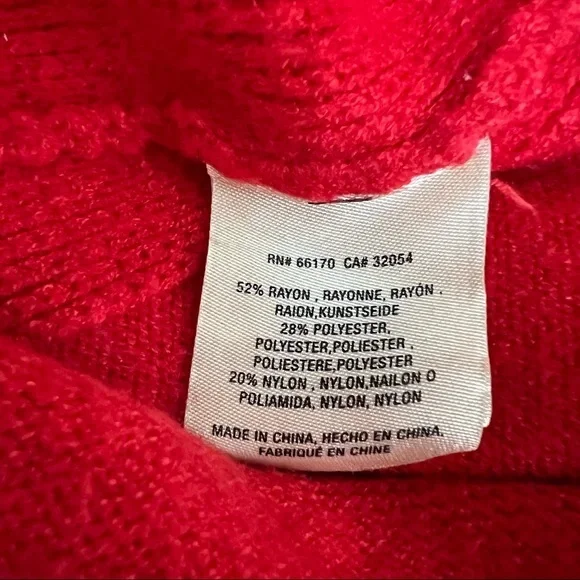 RN# 66170 CA# 32054
52% RAYON , RAYONNE, RAYÓN .
RAION,KUNSTSEIDE
28% POLYESTER,
POLYESTER,POLIESTER .
POLIESTERE,POLYESTER
20% NYLON , NYLON,NAILON O
POLIAMIDA, NYLON, NYLON
MADE IN CHINA, HECHO EN CHINA,
FABRIQUÉ EN CHINE